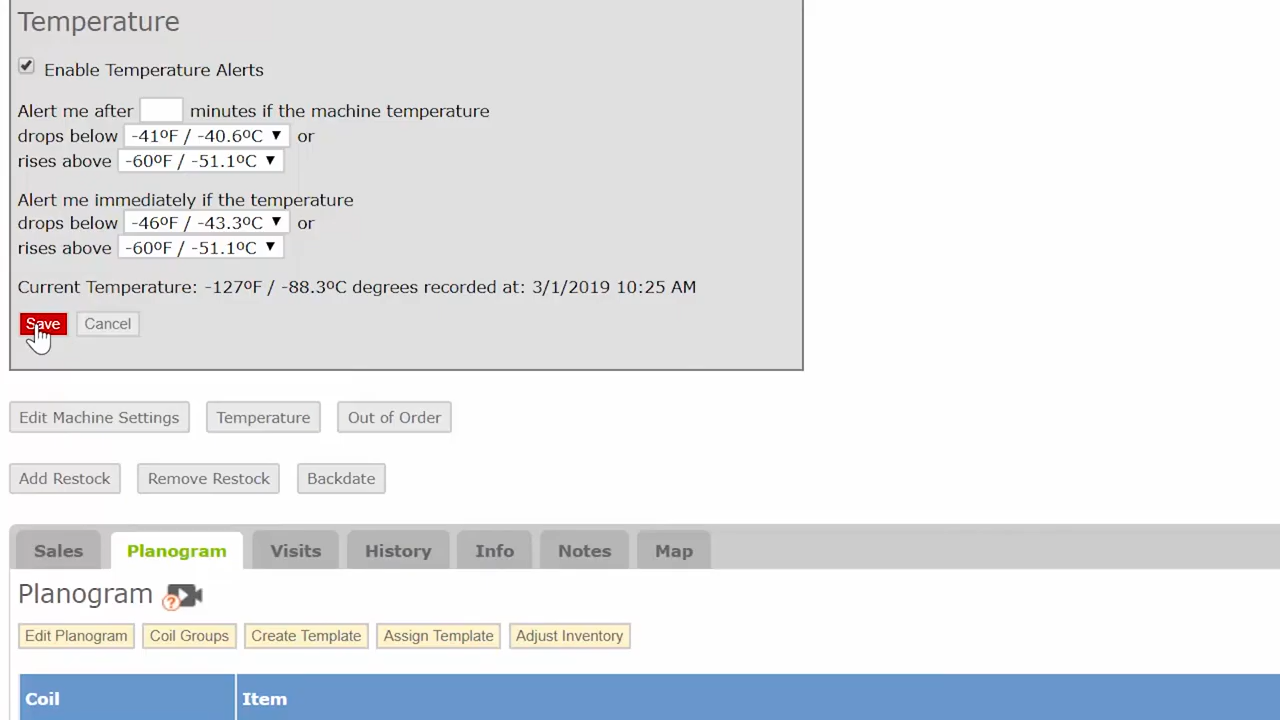 Temperature
Enable Temperature Alerts
Alert me after minutes if the machine temperature
drops below -41ºF / -40.6ºC ▼ or
rises above -60ºF / -51.1ºC ▼
Alert me immediately if the temperature
drops below -46ºF / -43.3ºC ▼ or
rises above -60ºF / -51.1ºC ▼
Current Temperature: -127ºF / -88.3ºC degrees recorded at: 3/1/2019 10:25 AM
Save Cancel
Edit Machine Settings Temperature Out of Order
Add Restock Remove Restock Backdate
Sales Planogram Visits History Info Notes Map
Planogram ?
Edit Planogram Coil Groups Create Template Assign Template Adjust Inventory
Coil Item